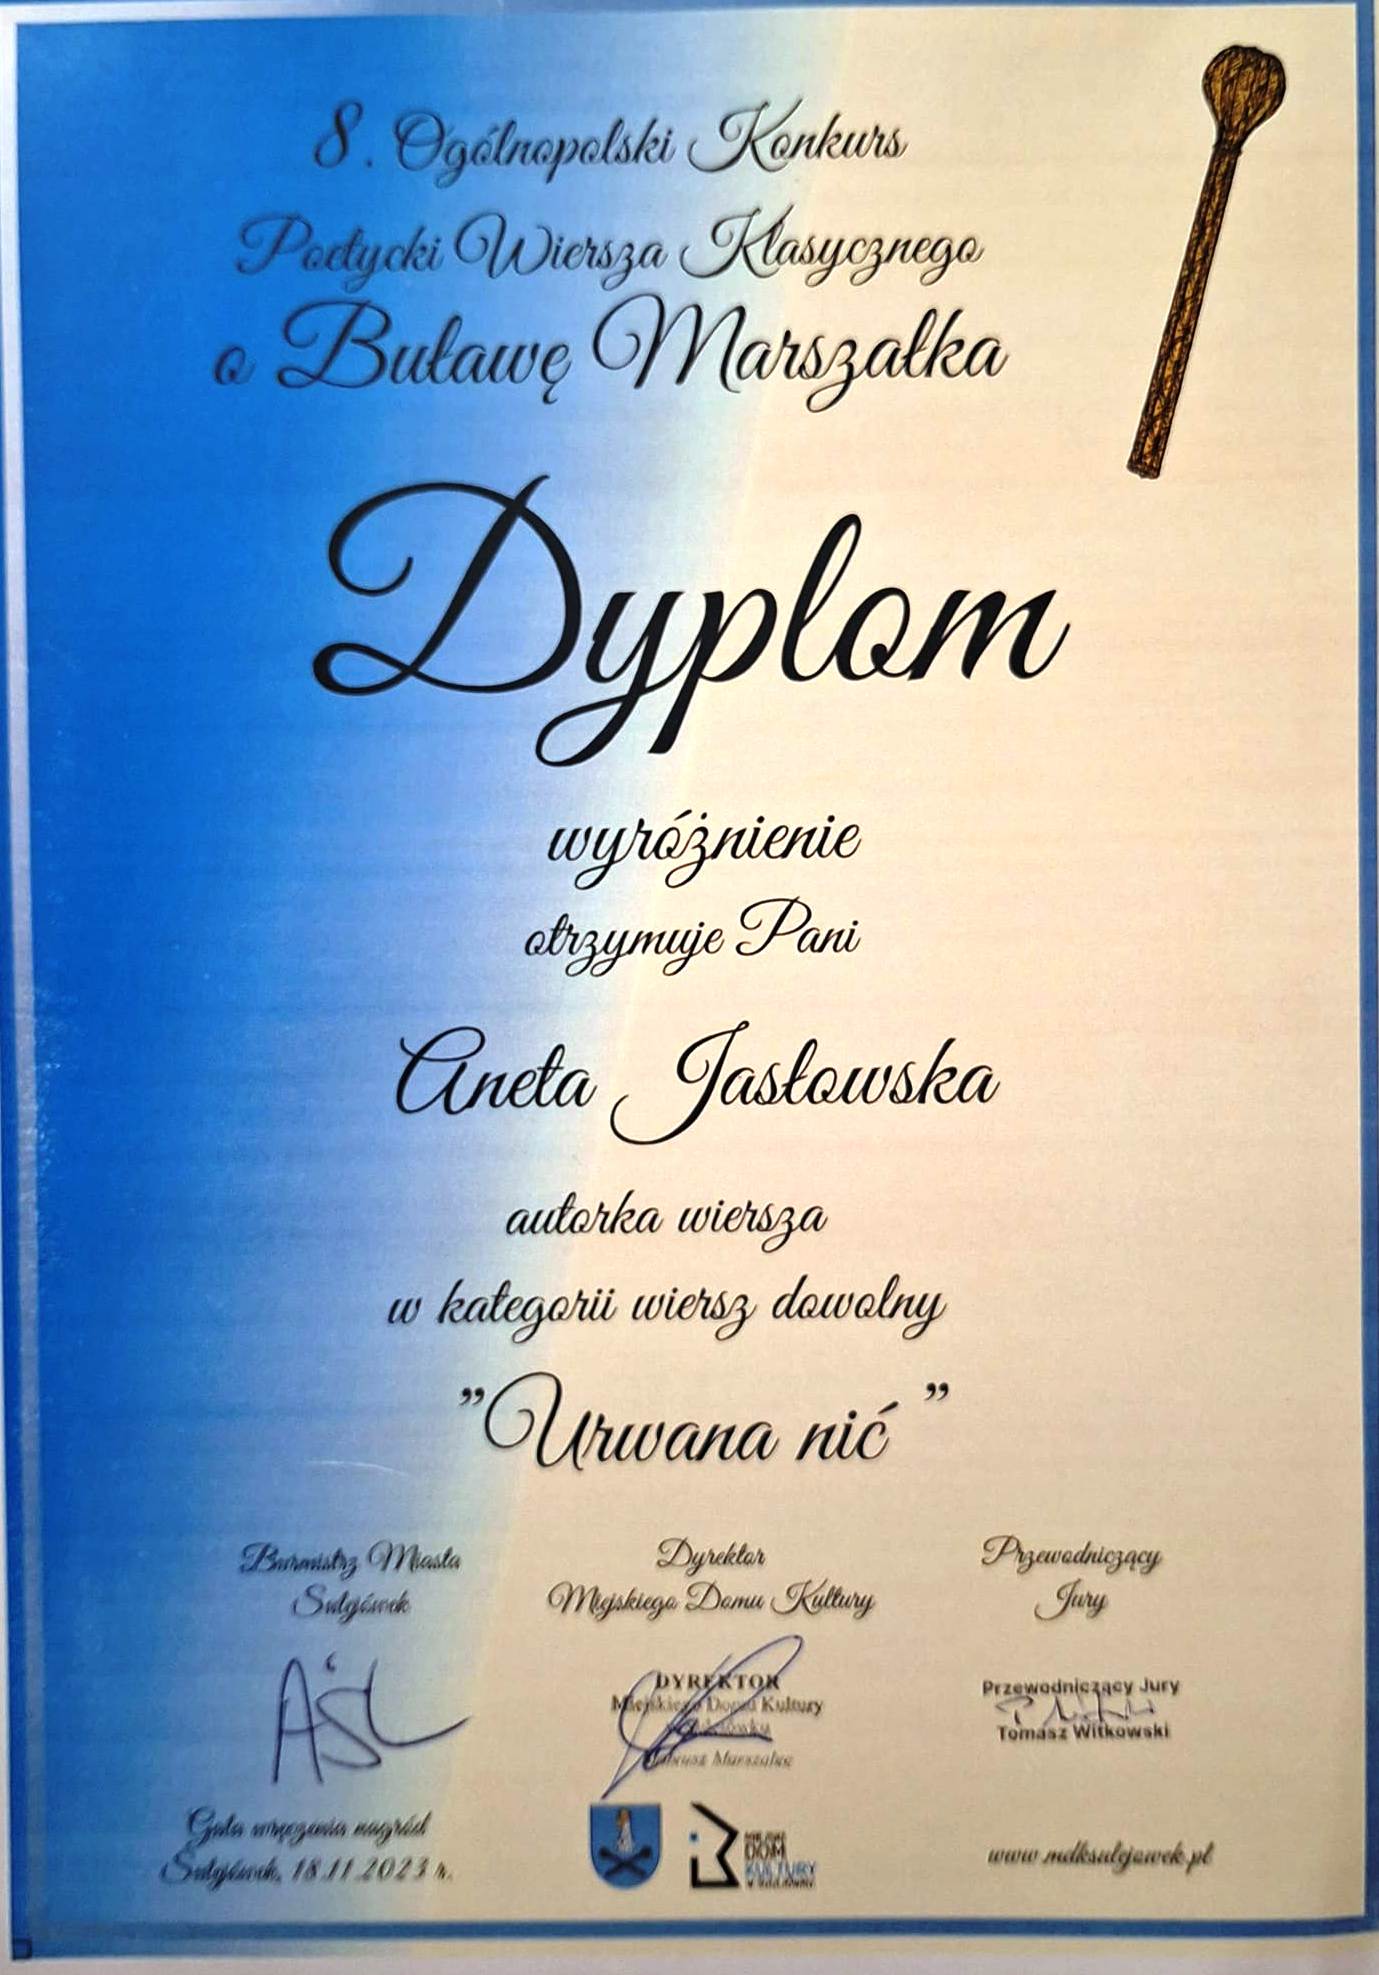 8. Ogólnopolski Konkurs
Poetycki Wiersza Klasycznego
o Buławę Marszałka
Dyplom
wyróżnienie
otrzymuje Pani
Aneta Jasłowska
autorka wiersza
w kategorii wiersz dowolny
"Urwana nić"
Burmistrz Miasta
Sulejówek
Dyrektor
Miejskiego Domu Kultury
Przewodniczący
Jury
DYREKTOR
Miejskiego Domu Kultury
Przewodniczący Jury
Tomasz Witkowski
Gala wręczenia nagród
Sulejówek, 18.11.2023 r.
MIEJSKI
DOM
KULTURY
www.mdksulejowek.pl